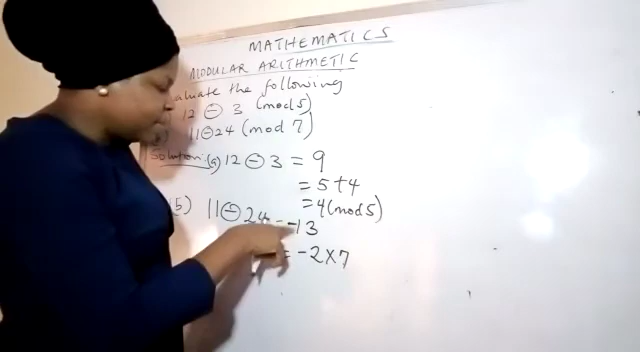 MATHEMATICS
MODULAR ARITHMETIC
the following
12 ⊖ 3 (mod 5)
11 ⊖ 24 (mod 7)
Solution (a) 12 ⊖ 3 = 9
= 5 + 4
= 4 (mod 5)
11 ⊖ 24 = -13
= -2 x 7